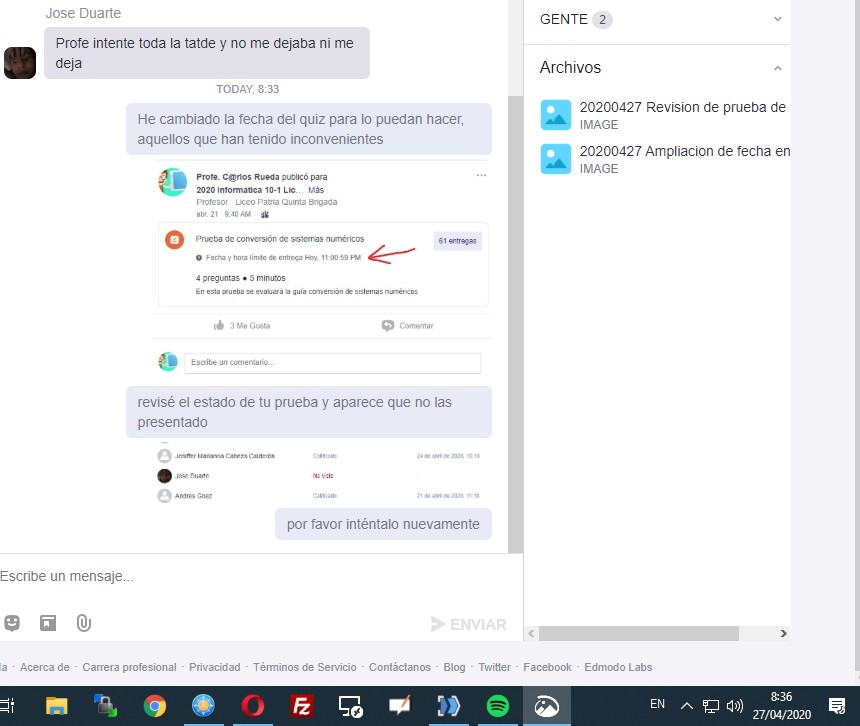 Jose Duarte
Profe intente toda la tatde y no me dejaba ni me
deja
TODAY, 8:33
He cambiado la fecha del quiz para lo puedan hacer,
aquellos que han tenido inconvenientes
Profe. C@rlos Rueda publicó para
2020 Informatica 10-1 Lic... Más
Profesor · Liceo Patria Quinta Brigada
abr. 21 · 9:40 AM
Prueba de conversión de sistemas numéricos
61 entregas
Fecha y hora límite de entrega Hoy, 11:00:59 PM
4 preguntas • 5 minutos
En esta prueba se evaluará la guía conversión de sistemas numéricos
3 Me Gusta
Comentar
Escribe un comentario...
revisé el estado de tu prueba y aparece que no las
presentado
Jeniffer Marianna Cabeza Calderón Calificado 24 de abril de 2020, 10:10
Jose Duarte No visto
Andres Goez Calificado 21 de abril de 2020, 11:18
por favor inténtalo nuevamente
Escribe un mensaje...
ENVIAR
GENTE 2
Archivos
20200427 Revision de prueba de
IMAGE
20200427 Ampliacion de fecha en
IMAGE
la · Acerca de · Carrera profesional · Privacidad · Términos de Servicio · Contáctanos · Blog · Twitter · Facebook · Edmodo Labs
EN
8:36
27/04/2020